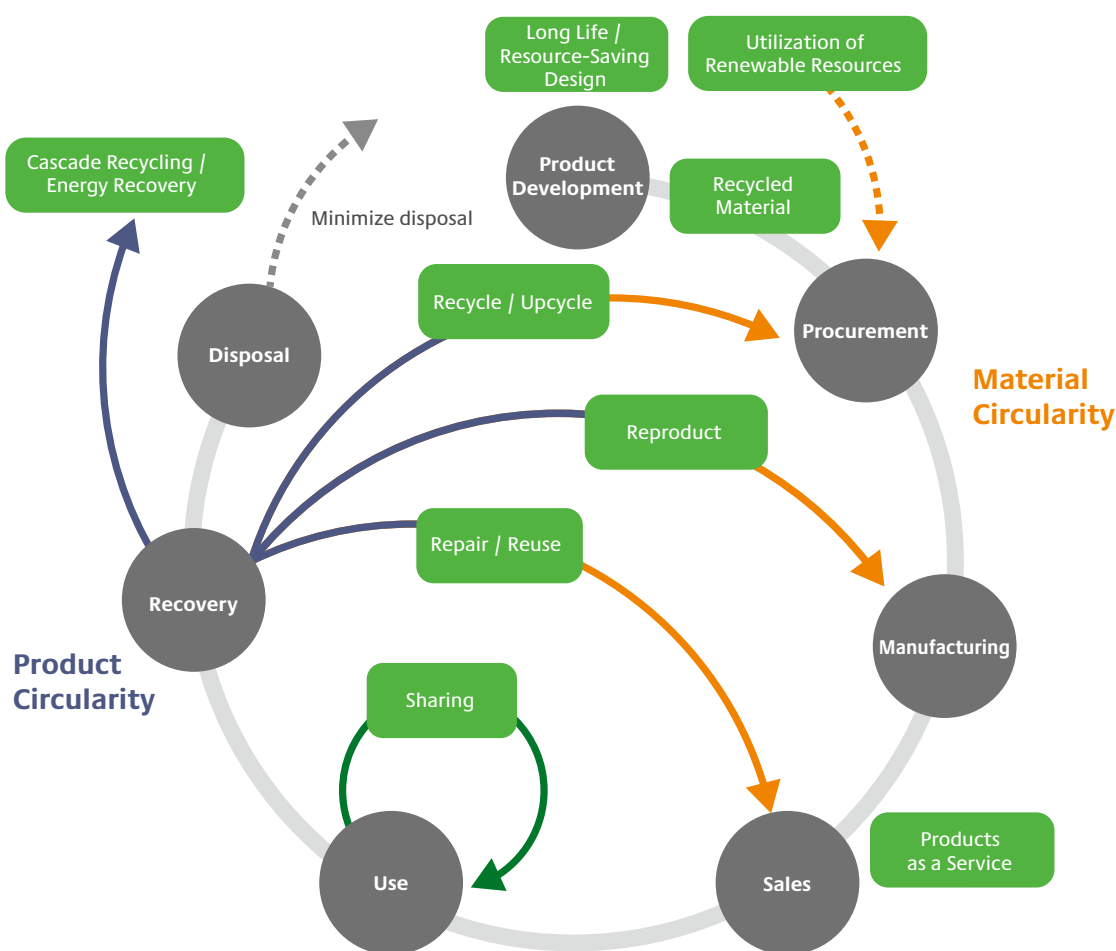 Long Life /
Resource-Saving
Design
Utilization of
Renewable Resources
Cascade Recycling /
Energy Recovery
Product
Development
Recycled
Material
Minimize disposal
Recycle / Upcycle
Procurement
Disposal
Material
Circularity
Reproduct
Repair / Reuse
Recovery
Manufacturing
Product
Circularity
Sharing
Products
as a Service
Use
Sales